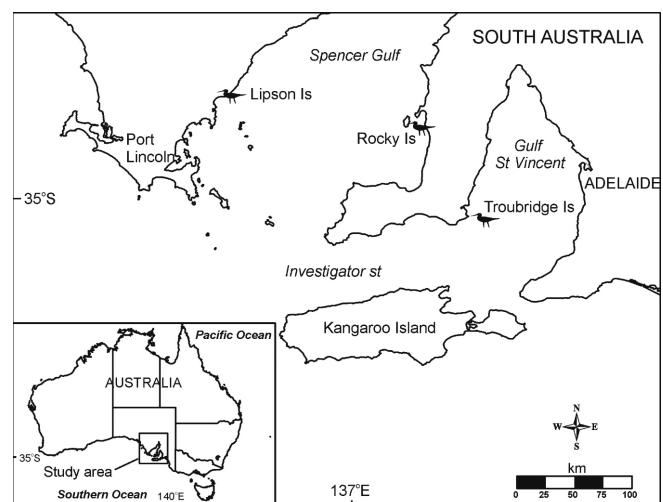 SOUTH AUSTRALIA
Spencer Gulf
Lipson Is
Port
Lincoln
Rocky Is
Gulf
St Vincent
ADELAIDE
35°S
Troubridge Is
Investigator st
Kangaroo Island
Pacific Ocean
AUSTRALIA
35°S
Study area
Southern Ocean
140°E
137°E
N
W E
S
km
0 25 50 75 100